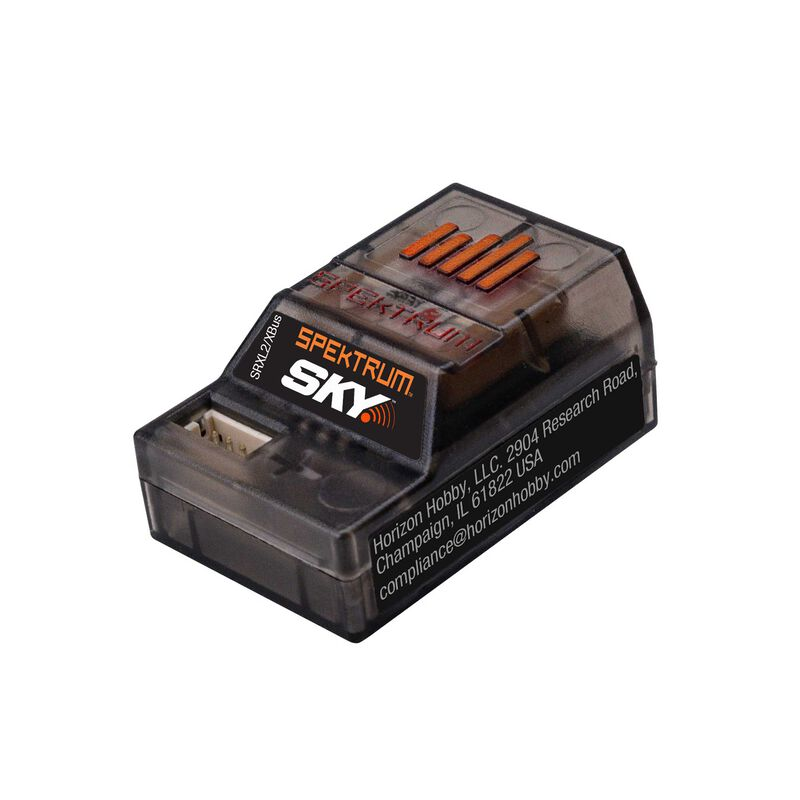 SPEKTRUM
SRXL2/XBus
SPEKTRUM
SKY
Horizon Hobby, LLC. 2904 Research Road,
Champaign, IL 61822 USA
compliance@horizonhobby.com